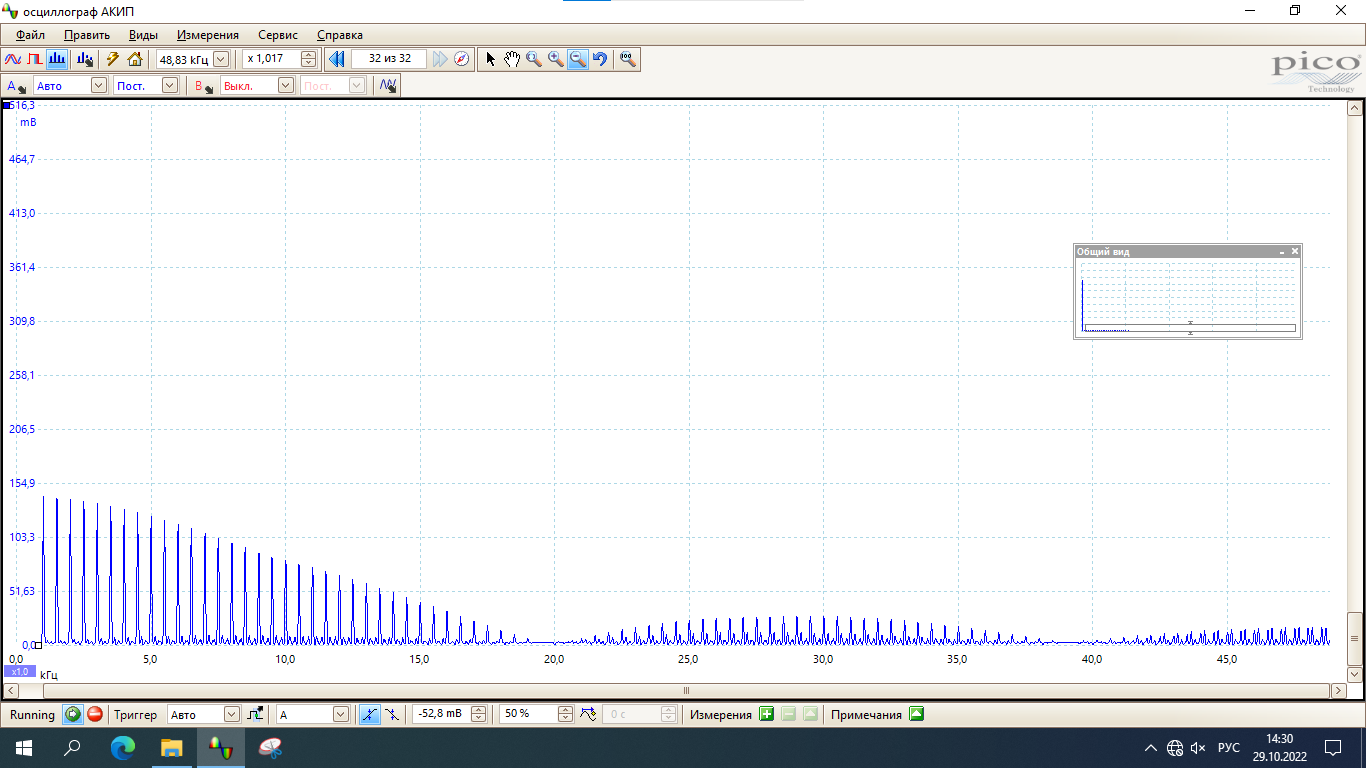 осциллограф АКИП
Файл Править Виды Измерения Сервис Справка
48,83 кГц x 1,017 32 из 32
A Авто Пост. B Выкл. Пост.
pico
Technology
516,3
mB
464,7
413,0
361,4
309,8
258,1
206,5
154,9
103,3
51,63
0,0
Общий вид
0,0 5,0 10,0 15,0 20,0 25,0 30,0 35,0 40,0 45,0
x1,0 кГц
Running Триггер Авто A -52,8 mB 50 % 0 с Измерения Примечания
РУС 14:30
29.10.2022